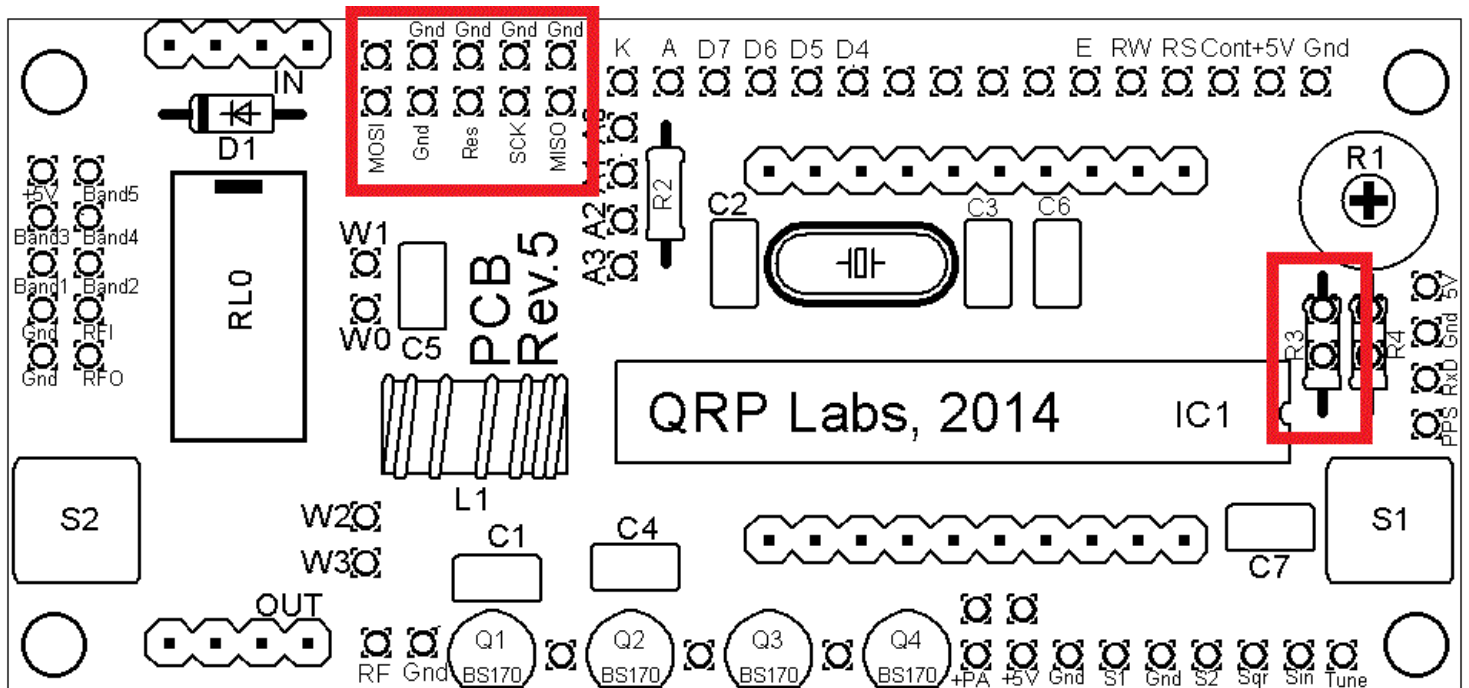 Gnd Gnd Gnd Gnd
MOSI Gnd Res SCK MISO
K A D7 D6 D5 D4 E RW RS Cont +5V Gnd
IN
D1
+5V Band5
Band3 Band4
Band1 Band2
Gnd RFI
Gnd RFO
RL0
W1
W0
C5
PCB
Rev.5
A2
A3
R2
C2
C3
C6
R1
R3
R4
5V
Gnd
RxD
PPS
QRP Labs, 2014
IC1
L1
S2
S1
W2
W3
C1
C4
C7
OUT
RF Gnd
Q1
BS170
Q2
BS170
Q3
BS170
Q4
BS170
+PA +5V Gnd S1 Gnd S2 Sqr Sin Tune